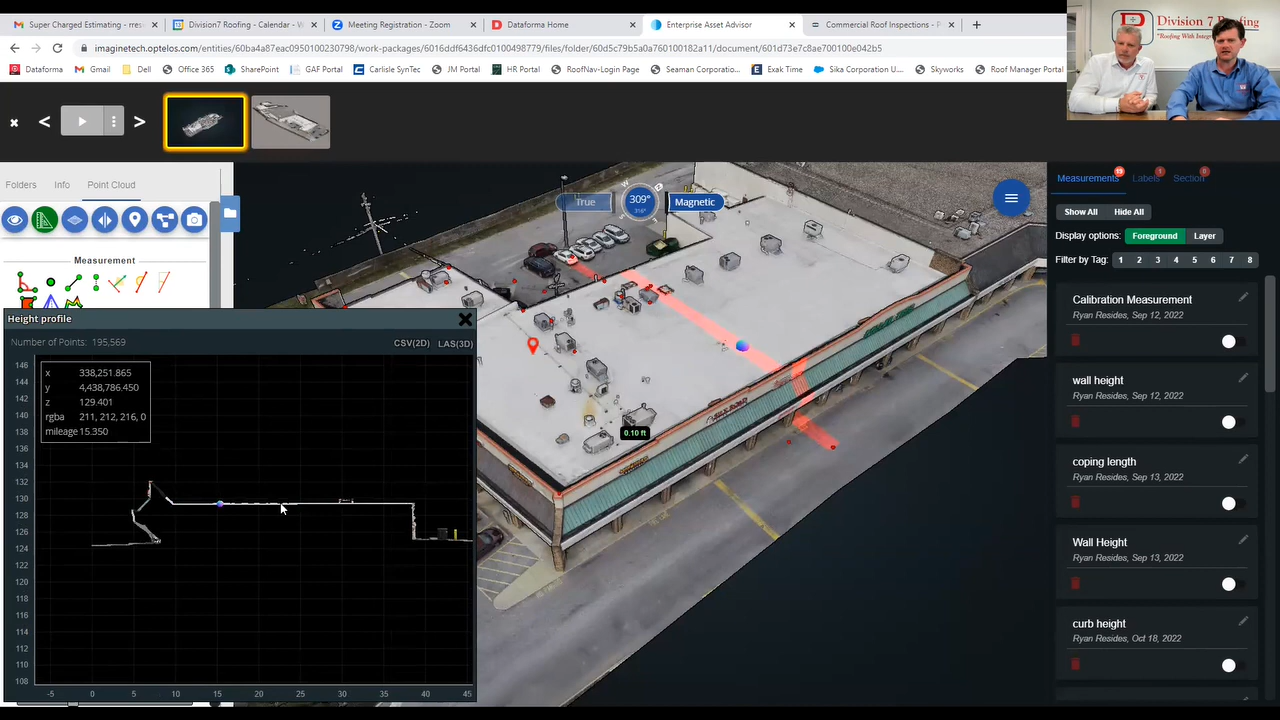 Super Charged Estimating - rres
Division7 Roofing - Calendar - W
Meeting Registration - Zoom
Dataforma Home
Enterprise Asset Advisor
Commercial Roof Inspections - P
Division 7 Roofing
"Roofing With Integrity"
imaginetech.optelos.com/entities/60ba4a87eac0950100230798/work-packages/9416ddf6426dfc010613c979/files/folder/60d5c79b5a0a760100182a11/document/601d73e7c8ae700100e042b5
Dataforma
Gmail
Dell
Office 365
SharePoint
GAF Portal
Carlisle SynTec
JM Portal
HR Portal
RoofNav-Login Page
Seaman Corporatio...
Exak Time
Sika Corporation U...
Skyworks
Roof Manager Portal
Folders
Info
Point Cloud
Measurement
True
309°
316°
Magnetic
Measurements
Labels
Section
Show All
Hide All
Display options:
Foreground
Layer
Filter by Tag:
1 2 3 4 5 6 7 8
Calibration Measurement
Ryan Resides, Sep 12, 2022
wall height
Ryan Resides, Sep 12, 2022
coping length
Ryan Resides, Sep 13, 2022
Wall Height
Ryan Resides, Sep 13, 2022
curb height
Ryan Resides, Oct 18, 2022
Height profile
Number of Points: 195,569
CSV(2D)
LAS(3D)
x 338,251.865
y 4,438,786.450
z 129.401
rgba 211, 212, 216, 0
mileage 15.350
146
144
142
140
138
136
134
132
130
128
126
124
122
120
118
116
114
112
110
108
-5 0 5 10 15 20 25 30 35 40 45
0.10 ft